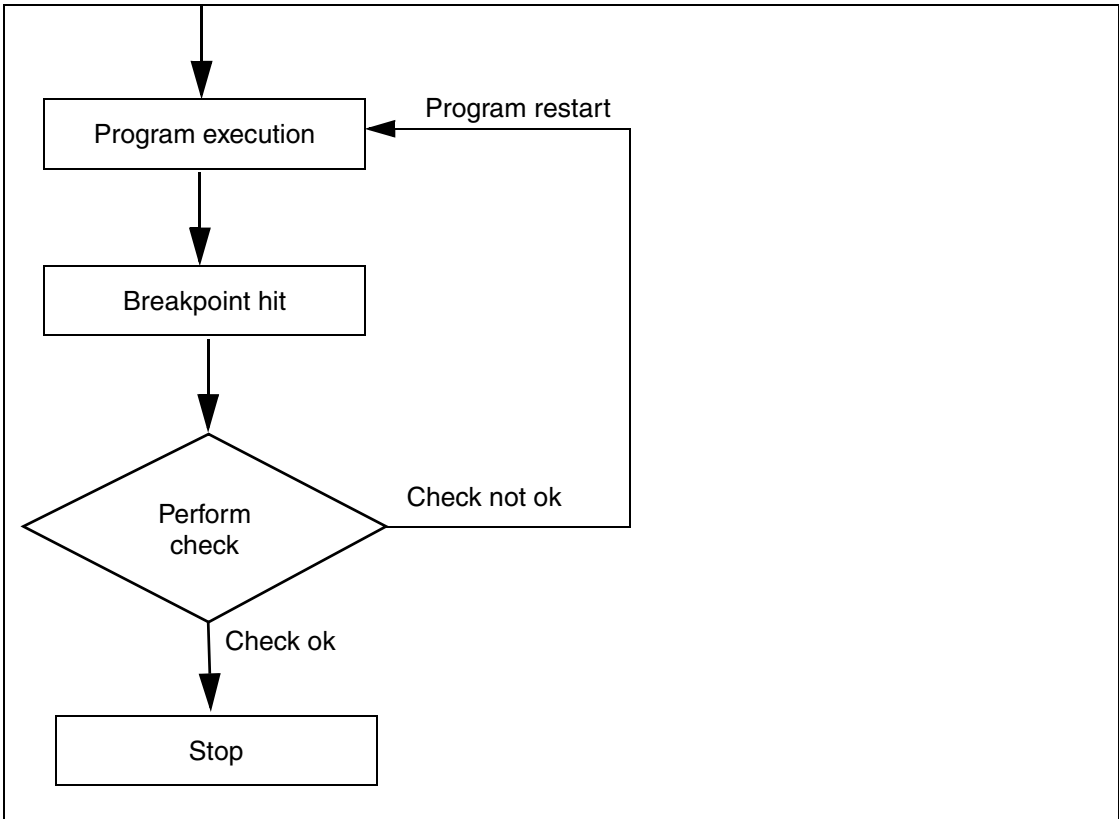 Program restart
Program execution
Breakpoint hit
Check not ok
Perform
check
Check ok
Stop